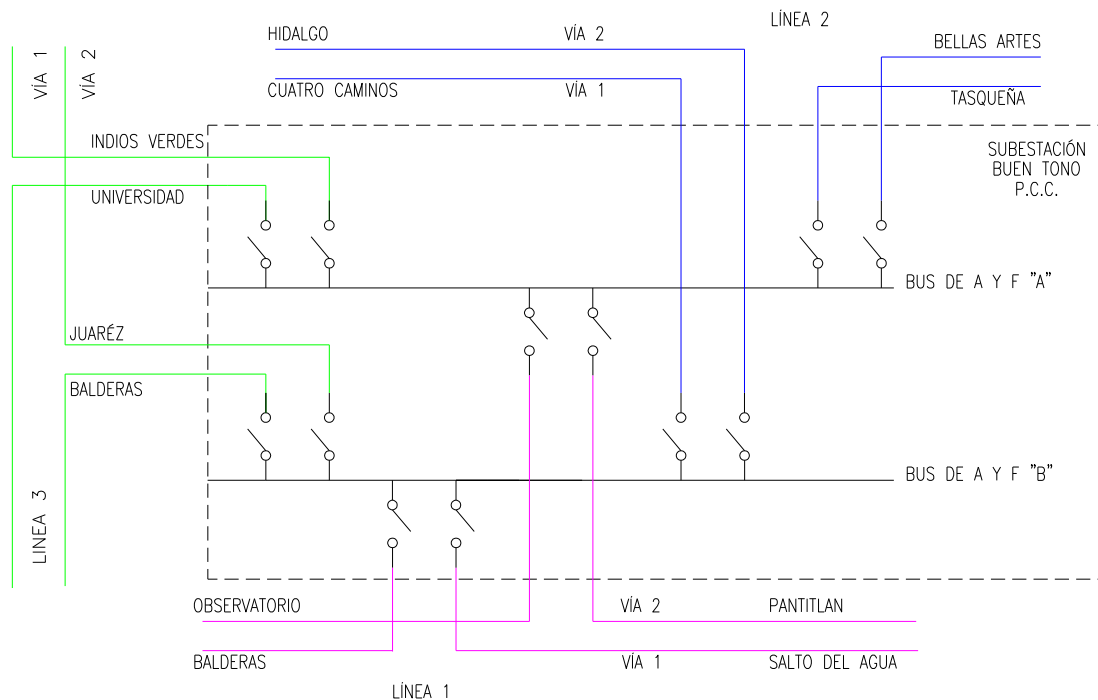 LÍNEA 2
HIDALGO
VÍA 2
BELLAS ARTES
VÍA 1
VÍA 2
CUATRO CAMINOS
VÍA 1
TASQUEÑA
INDIOS VERDES
SUBESTACIÓN
BUEN TONO
P.C.C.
UNIVERSIDAD
BUS DE A Y F "A"
JUARÉZ
BALDERAS
BUS DE A Y F "B"
LINEA 3
OBSERVATORIO
VÍA 2
PANTITLAN
BALDERAS
VÍA 1
SALTO DEL AGUA
LÍNEA 1